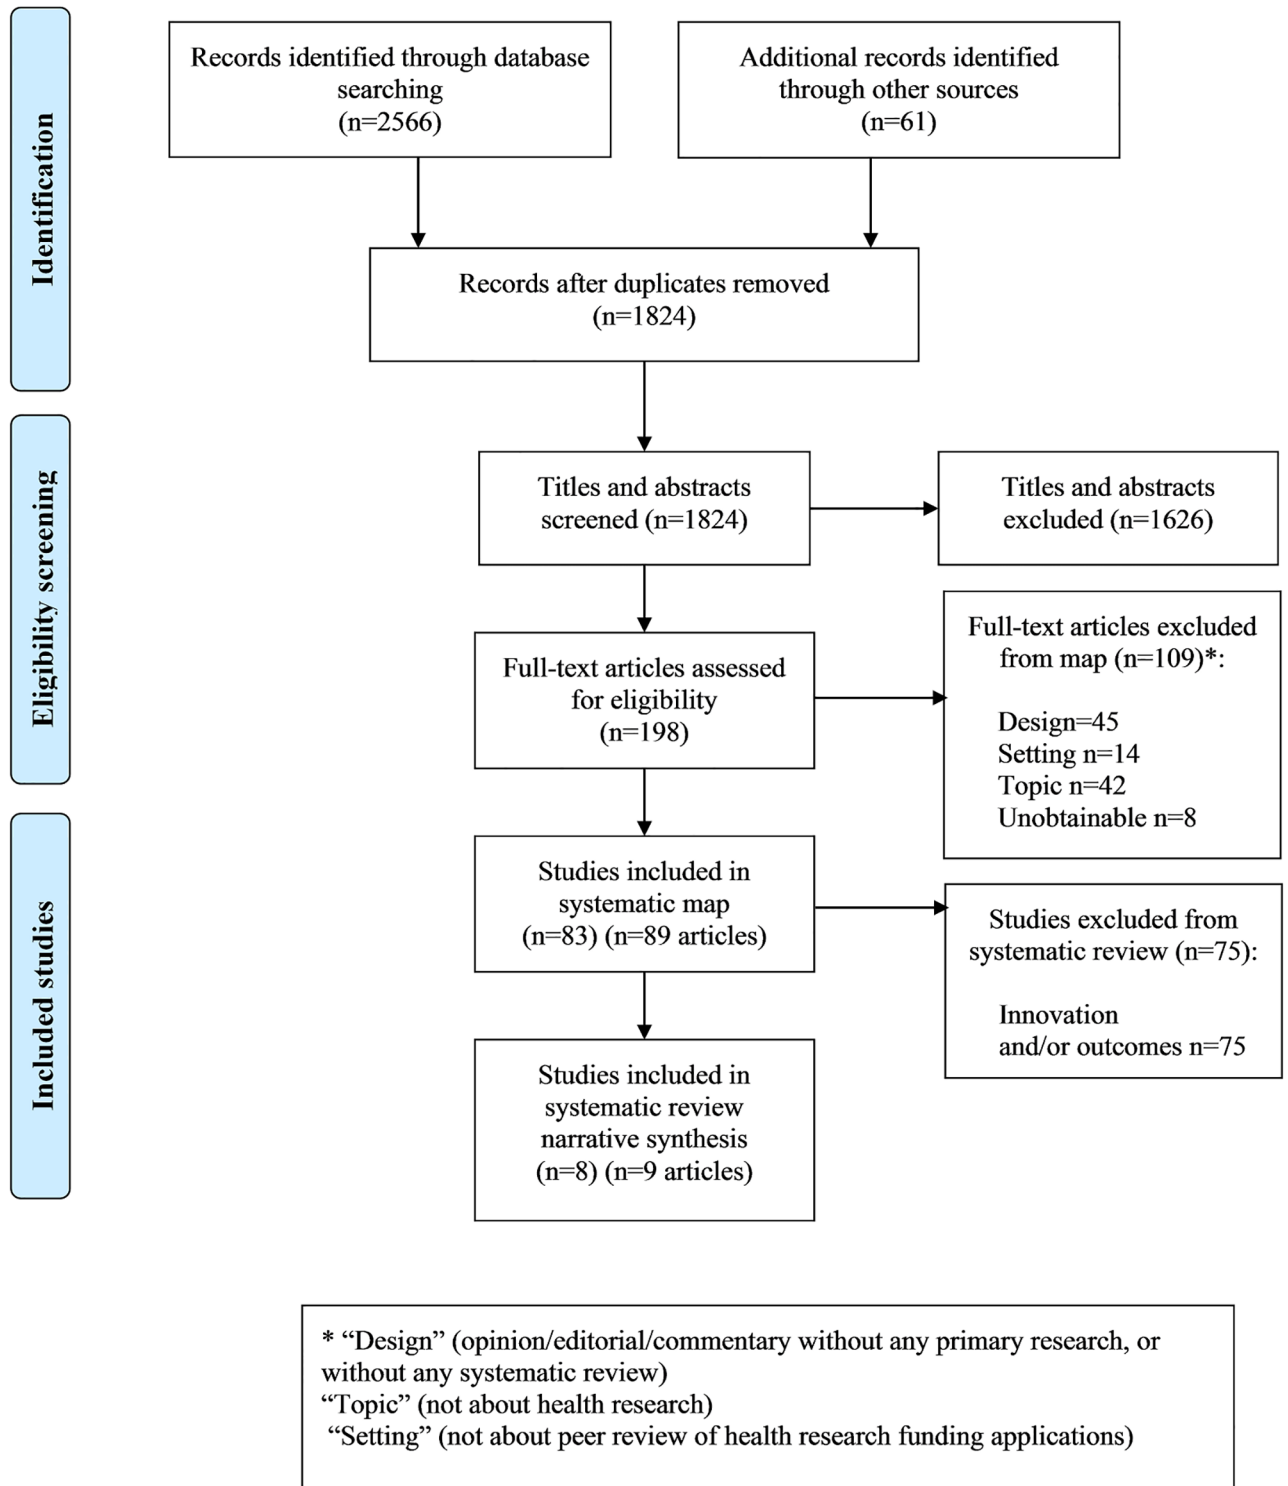 Identification
Records identified through database
searching
(n=2566)
Additional records identified
through other sources
(n=61)
Records after duplicates removed
(n=1824)
Eligibility screening
Titles and abstracts
screened (n=1824)
Titles and abstracts
excluded (n=1626)
Full-text articles assessed
for eligibility
(n=198)
Full-text articles excluded
from map (n=109)*:
Design=45
Setting n=14
Topic n=42
Unobtainable n=8
Included studies
Studies included in
systematic map
(n=83) (n=89 articles)
Studies excluded from
systematic review (n=75):
Innovation
and/or outcomes n=75
Studies included in
systematic review
narrative synthesis
(n=8) (n=9 articles)
* “Design” (opinion/editorial/commentary without any primary research, or
without any systematic review)
“Topic” (not about health research)
“Setting” (not about peer review of health research funding applications)